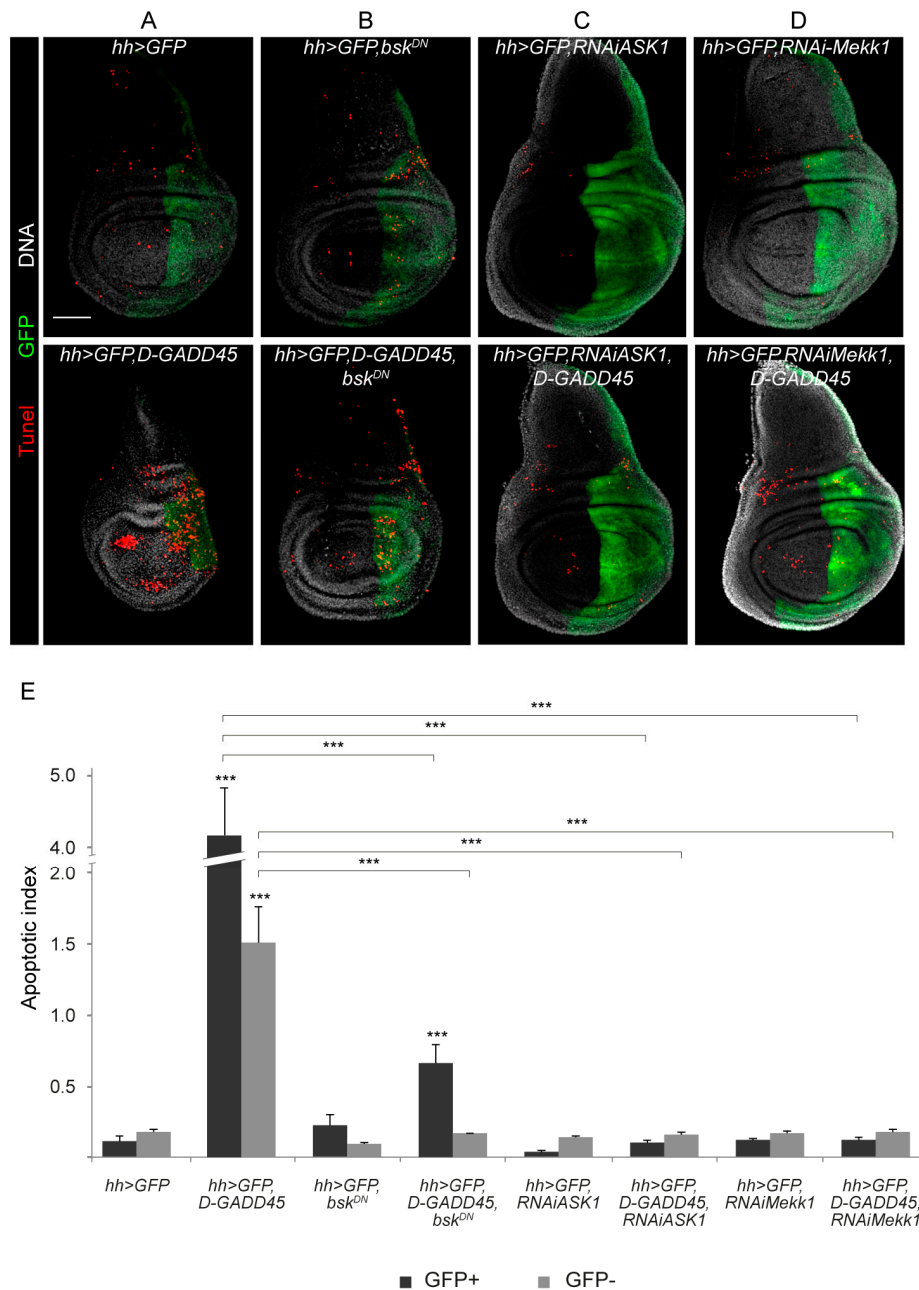 A B C D
hh>GFP hh>GFP,bsk^DN hh>GFP,RNAiASK1 hh>GFP,RNAi-Mekk1
Tunel GFP DNA
hh>GFP,D-GADD45 hh>GFP,D-GADD45, hh>GFP,RNAiASK1, hh>GFP,RNAiMekk1,
bsk^DN D-GADD45 D-GADD45
E
***
***
***
5.0
***
4.0
***
***
2.0
***
***
1.5
***
1.0
0.5
Apoptotic index
hh>GFP hh>GFP, hh>GFP, hh>GFP, hh>GFP, hh>GFP, hh>GFP, hh>GFP,
D-GADD45 bsk^DN D-GADD45, RNAiASK1 D-GADD45, RNAiMekk1 D-GADD45,
bsk^DN RNAiASK1 RNAiMekk1
GFP+ GFP-